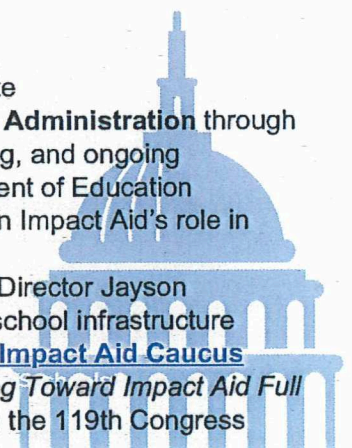 te
Administration through
g, and ongoing
ent of Education
n Impact Aid's role in
Director Jayson
school infrastructure
Impact Aid Caucus
g Toward Impact Aid Full
the 119th Congress